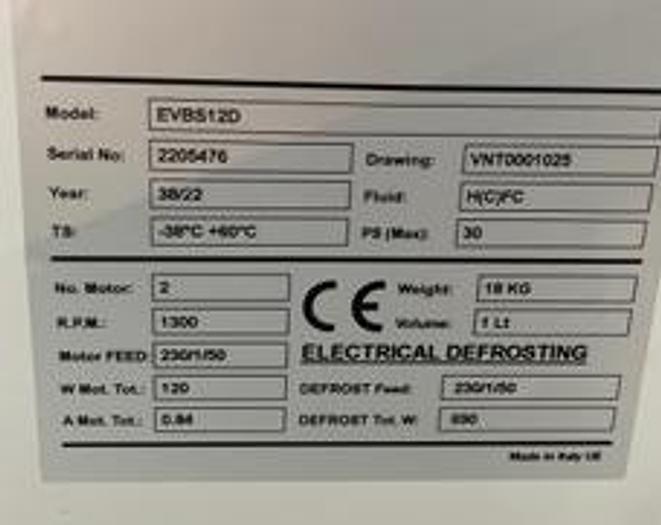 Model: EVBS12D
Serial No: 2205476 Drawing: VNT0001025
Year: 38/22 Fluid: H(C)FC
TS: -38°C +60°C PS (Max): 30
No. Motor: 2 CE Weight: 18 KG
R.P.M.: 1300 Volume: 1 Lt
Motor FEED: 230/1/50 ELECTRICAL DEFROSTING
W Mot. Tot.: 120 DEFROST Feed: 230/1/50
A Mot. Tot.: 0.84 DEFROST Tot. W:
Made in Italy